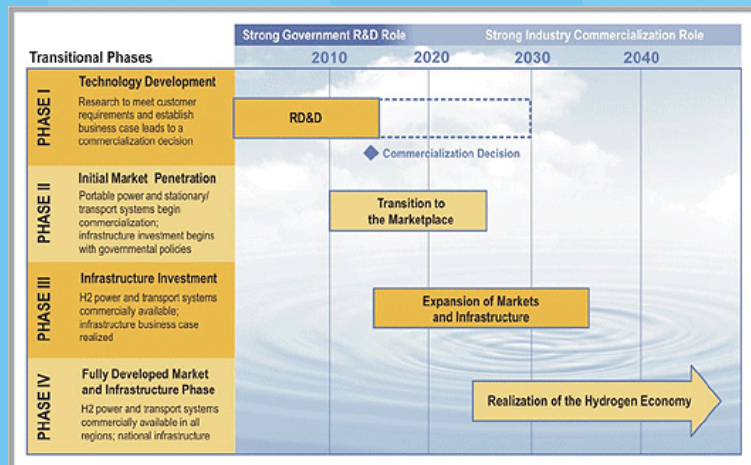 Strong Government R&D Role
Strong Industry Commercialization Role
Transitional Phases
2010
2020
2030
2040
PHASE I
Technology Development
Research to meet customer
requirements and establish
business case leads to a
commercialization decision
RD&D
Commercialization Decision
PHASE II
Initial Market Penetration
Portable power and stationary/
transport systems begin
commercialization;
infrastructure investment begins
with governmental policies
Transition to
the Marketplace
PHASE III
Infrastructure Investment
H2 power and transport systems
commercially available;
infrastructure business case
realized
Expansion of Markets
and Infrastructure
PHASE IV
Fully Developed Market
and Infrastructure Phase
H2 power and transport systems
commercially available in all
regions; national infrastructure
Realization of the Hydrogen Economy